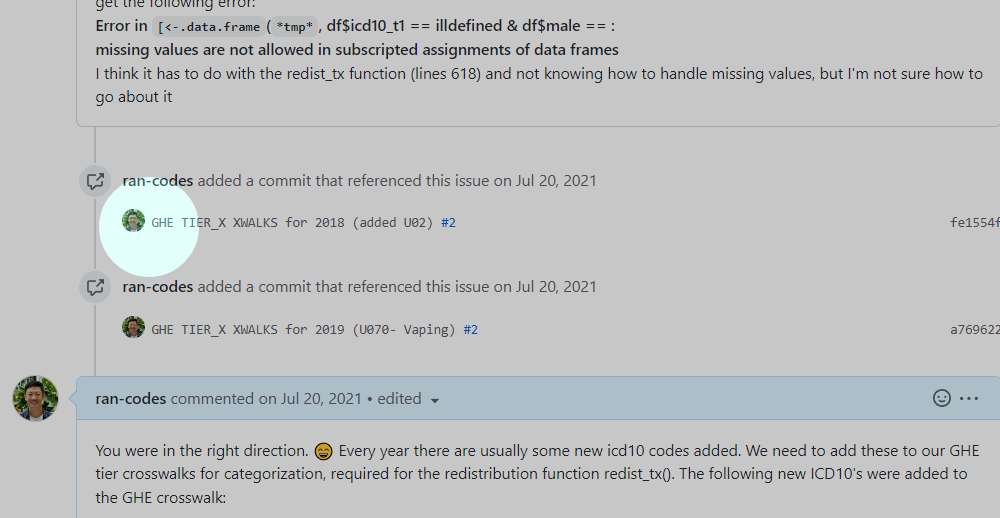 get the following error:
Error in [<-.data.frame (*tmp*, df$icd10_t1 == illdefined & df$male == :
missing values are not allowed in subscripted assignments of data frames
I think it has to do with the redist_tx function (lines 618) and not knowing how to handle missing values, but I'm not sure how to
go about it
ran-codes added a commit that referenced this issue on Jul 20, 2021
GHE TIER_X XWALKS for 2018 (added U02) #2 fe1554f
ran-codes added a commit that referenced this issue on Jul 20, 2021
GHE TIER_X XWALKS for 2019 (U070- Vaping) #2 a769622
ran-codes commented on Jul 20, 2021 • edited
You were in the right direction. 😄 Every year there are usually some new icd10 codes added. We need to add these to our GHE
tier crosswalks for categorization, required for the redistribution function redist_tx(). The following new ICD10's were added to
the GHE crosswalk: